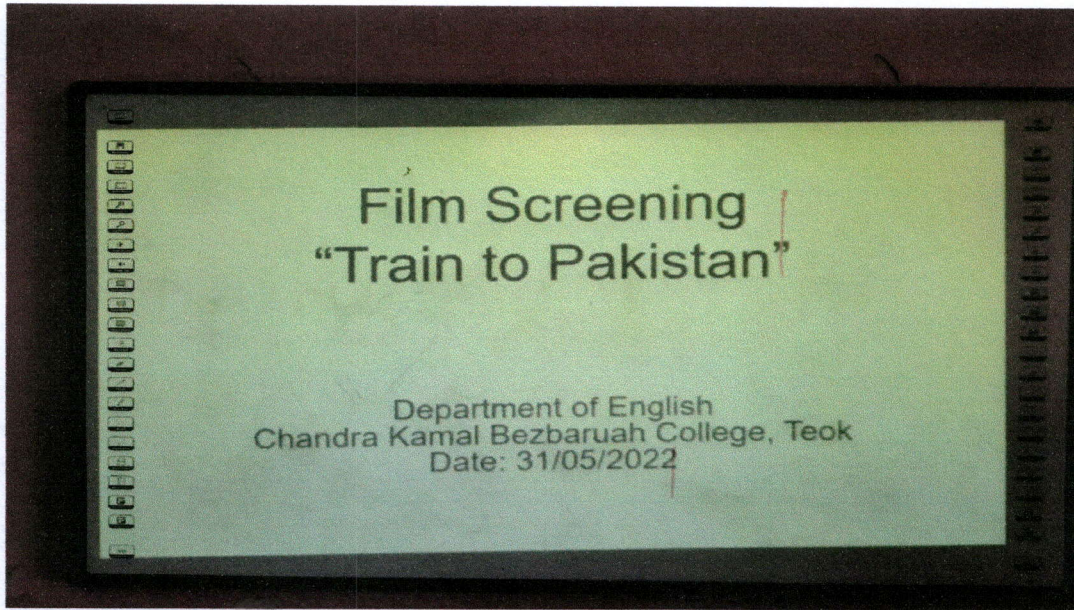 Film Screening
“Train to Pakistan”
Department of English
Chandra Kamal Bezbaruah College, Teok
Date: 31/05/2022